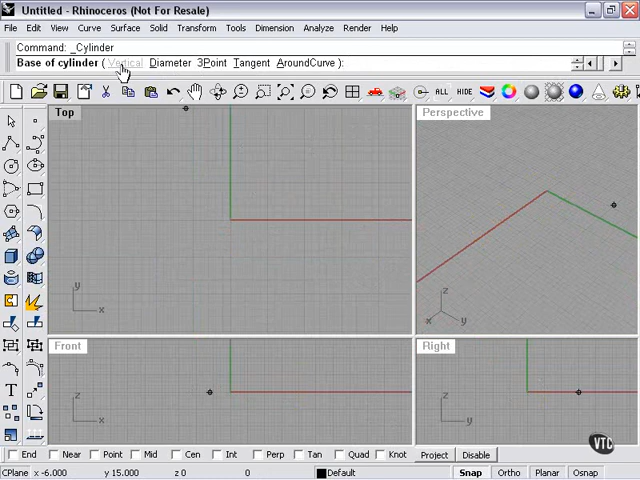 Untitled - Rhinoceros (Not For Resale)
File Edit View Curve Surface Solid Mesh Transform Tools Dimension Analyze Render Help
Command: _Cylinder
Base of cylinder ( Vertical Diameter 3Point Tangent AroundCurve ):
ALL HIDE
Top
Perspective
y
x
z
x
y
T
Front
Right
z
x
z
y
VTC
End Near Point Mid Cen Int Perp Tan Quad Knot Project Disable
CPlane x -6.000 y 15.000 z 0 0 Default Snap Ortho Planar Osnap